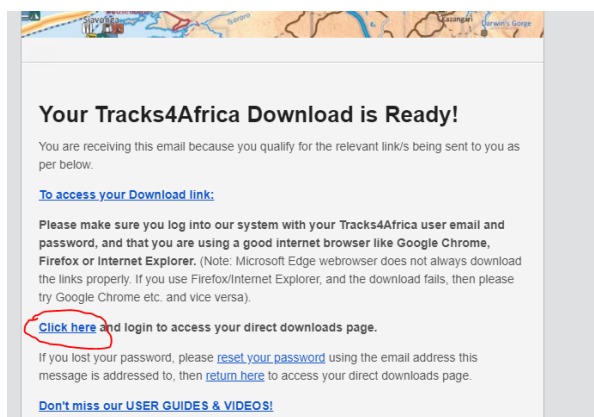 Siavonga
Kazangari
Darwin's Gorge
Your Tracks4Africa Download is Ready!
You are receiving this email because you qualify for the relevant link/s being sent to you as
per below.
To access your Download link:
Please make sure you log into our system with your Tracks4Africa user email and
password, and that you are using a good internet browser like Google Chrome,
Firefox or Internet Explorer. (Note: Microsoft Edge webrowser does not always download
the links properly. If you use Firefox/Internet Explorer, and the download fails, then please
try Google Chrome etc. and vice versa).
Click here and login to access your direct downloads page.
If you lost your password, please reset your password using the email address this
message is addressed to, then return here to access your direct downloads page.
Don't miss our USER GUIDES & VIDEOS!